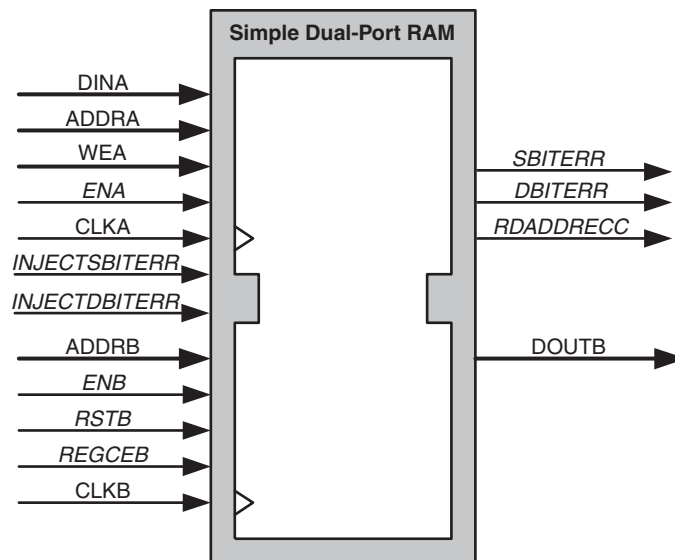 Simple Dual-Port RAM
DINA
ADDRA
WEA
ENA
CLKA
INJECTSBITERR
INJECTDBITERR
ADDRB
ENB
RSTB
REGCEB
CLKB
SBITERR
DBITERR
RDADDRECC
DOUTB